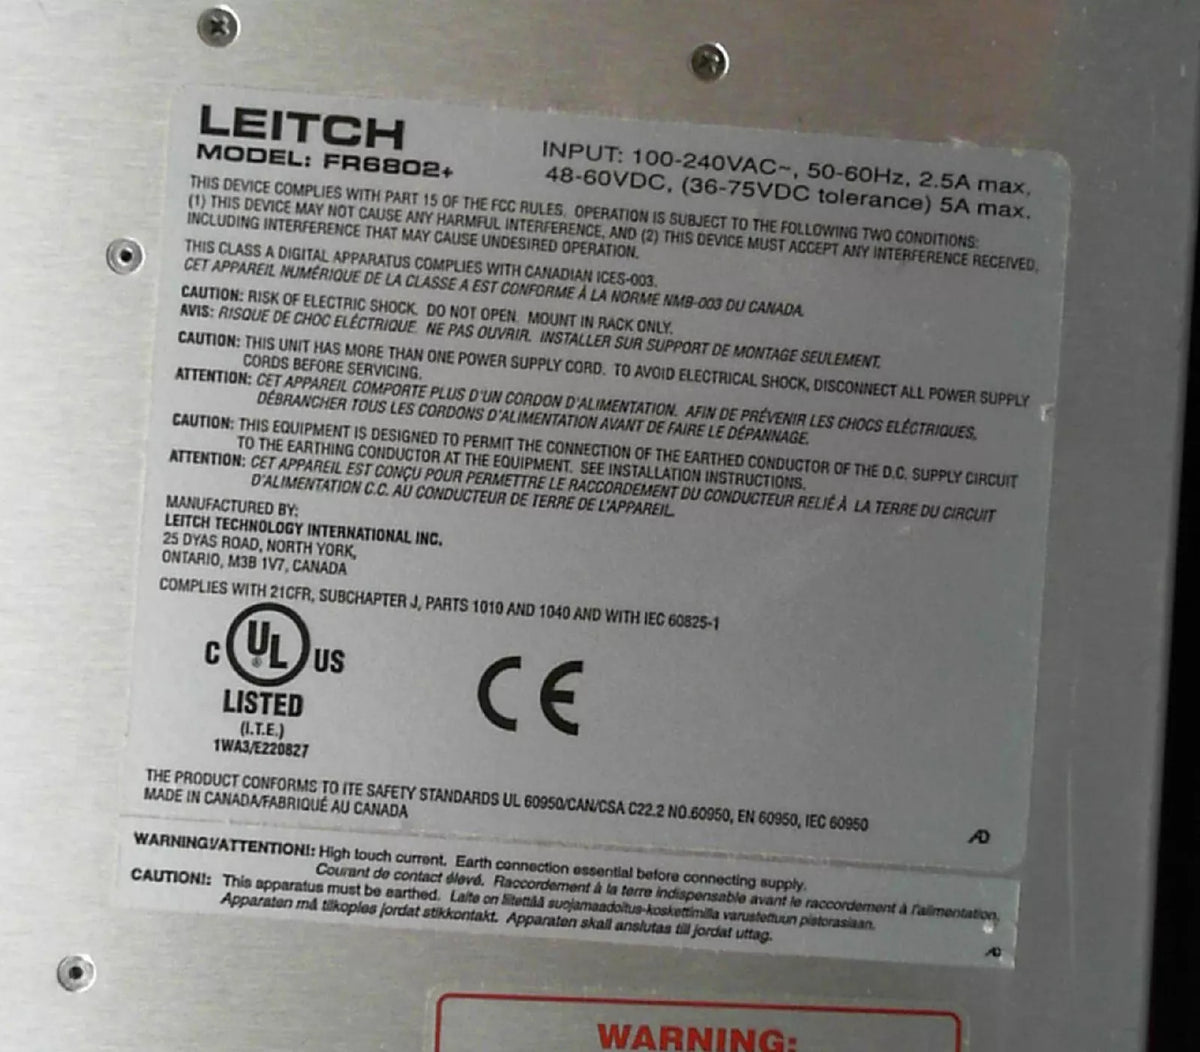 LEITCH
MODEL: FR6802+
INPUT: 100-240VAC~, 50-60Hz, 2.5A max,
48-60VDC, (36-75VDC tolerance) 5A max.
THIS DEVICE COMPLIES WITH PART 15 OF THE FCC RULES. OPERATION IS SUBJECT TO THE FOLLOWING TWO CONDITIONS:
(1) THIS DEVICE MAY NOT CAUSE ANY HARMFUL INTERFERENCE, AND (2) THIS DEVICE MUST ACCEPT ANY INTERFERENCE RECEIVED,
INCLUDING INTERFERENCE THAT MAY CAUSE UNDESIRED OPERATION.
THIS CLASS A DIGITAL APPARATUS COMPLIES WITH CANADIAN ICES-003.
CET APPAREIL NUMÉRIQUE DE LA CLASSE A EST CONFORME À LA NORME NMB-003 DU CANADA.
CAUTION: RISK OF ELECTRIC SHOCK. DO NOT OPEN. MOUNT IN RACK ONLY.
AVIS: RISQUE DE CHOC ELÉCTRIQUE. NE PAS OUVRIR. INSTALLER SUR SUPPORT DE MONTAGE SEULEMENT.
CAUTION: THIS UNIT HAS MORE THAN ONE POWER SUPPLY CORD. TO AVOID ELECTRICAL SHOCK, DISCONNECT ALL POWER SUPPLY
CORDS BEFORE SERVICING.
ATTENTION: CET APPAREIL COMPORTE PLUS D'UN CORDON D'ALIMENTATION. AFIN DE PRÉVENIR LES CHOCS ELÉCTRIQUES,
DÉBRANCHER TOUS LES CORDONS D'ALIMENTATION AVANT DE FAIRE LE DÉPANNAGE.
CAUTION: THIS EQUIPMENT IS DESIGNED TO PERMIT THE CONNECTION OF THE EARTHED CONDUCTOR OF THE D.C. SUPPLY CIRCUIT
TO THE EARTHING CONDUCTOR AT THE EQUIPMENT. SEE INSTALLATION INSTRUCTIONS.
ATTENTION: CET APPAREIL EST CONÇU POUR PERMETTRE LE RACCORDEMENT DU CONDUCTEUR RELIÉ À LA TERRE DU CIRCUIT
D'ALIMENTATION C.C. AU CONDUCTEUR DE TERRE DE L'APPAREIL.
MANUFACTURED BY:
LEITCH TECHNOLOGY INTERNATIONAL INC.
25 DYAS ROAD, NORTH YORK,
ONTARIO, M3B 1V7, CANADA
COMPLIES WITH 21CFR, SUBCHAPTER J, PARTS 1010 AND 1040 AND WITH IEC 60825-1
C UL ® US
LISTED
(I.T.E.)
1WA3/E220827
CE
THE PRODUCT CONFORMS TO ITE SAFETY STANDARDS UL 60950/CAN/CSA C22.2 NO.60950, EN 60950, IEC 60950
MADE IN CANADA/FABRIQUÉ AU CANADA
WARNING!/ATTENTION!: High touch current. Earth connection essential before connecting supply.
Courant de contact élevé. Raccordement à la terre indispensable avant le raccordement à l'alimentation.
CAUTION!: This apparatus must be earthed. Laite on liitettää suojamaadoitus-koskettimilla varustettuun pistorasiaan.
Apparaten må tilkoples jordat stikkontakt. Apparaten skall anslutas till jordat uttag.
WARNING: